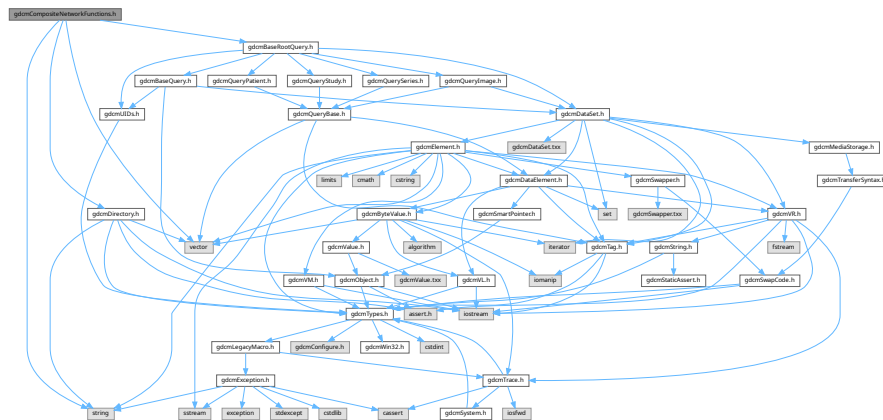 gdcmCompositeNetworkFunctions.h
gdcmBaseRootQuery.h
gdcmBaseQuery.h
gdcmQueryPatient.h
gdcmQueryStudy.h
gdcmQuerySeries.h
gdcmQueryImage.h
gdcmUIDs.h
gdcmQueryBase.h
gdcmDataSet.h
gdcmElement.h
gdcmDataSet.txx
gdcmMediaStorage.h
limits
cmath
cstring
gdcmDataElement.h
gdcmSwapper.h
gdcmTransferSyntax.h
gdcmDirectory.h
gdcmByteValue.h
gdcmSmartPointer.h
set
gdcmSwapper.txx
gdcmVR.h
vector
gdcmValue.h
algorithm
iterator
gdcmTag.h
gdcmString.h
fstream
gdcmVM.h
gdcmObject.h
gdcmValue.txx
gdcmVL.h
iomanip
gdcmStaticAssert.h
gdcmSwapCode.h
gdcmTypes.h
assert.h
iostream
gdcmLegacyMacro.h
gdcmConfigure.h
gdcmWin32.h
cstdint
gdcmException.h
gdcmTrace.h
string
sstream
exception
stdexcept
cstdlib
cassert
gdcmSystem.h
iosfwd